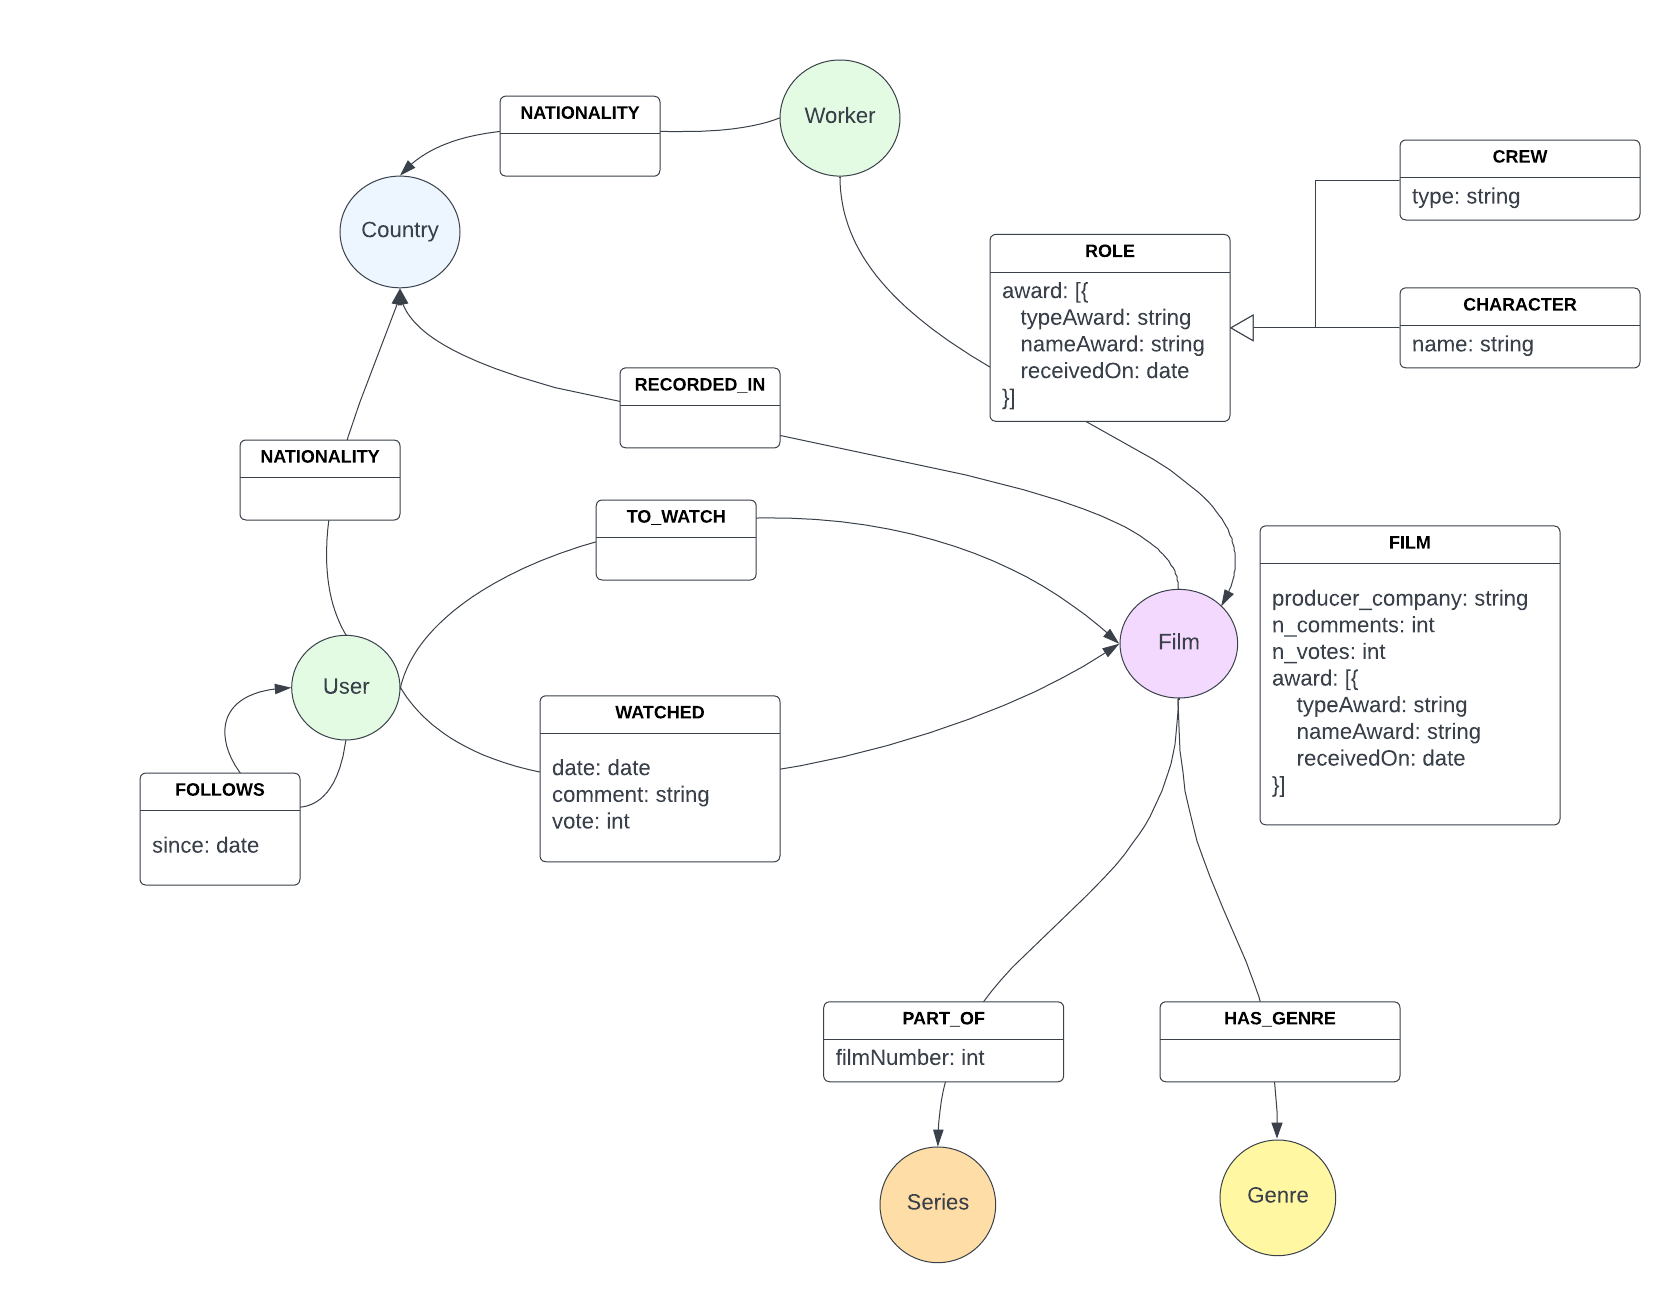 Worker
NATIONALITY
Country
CREW
type: string
ROLE
award: [{
typeAward: string
nameAward: string
receivedOn: date
}]
CHARACTER
name: string
RECORDED_IN
NATIONALITY
TO_WATCH
FILM
producer_company: string
n_comments: int
n_votes: int
award: [{
typeAward: string
nameAward: string
receivedOn: date
}]
Film
User
WATCHED
date: date
comment: string
vote: int
FOLLOWS
since: date
PART_OF
filmNumber: int
HAS_GENRE
Series
Genre